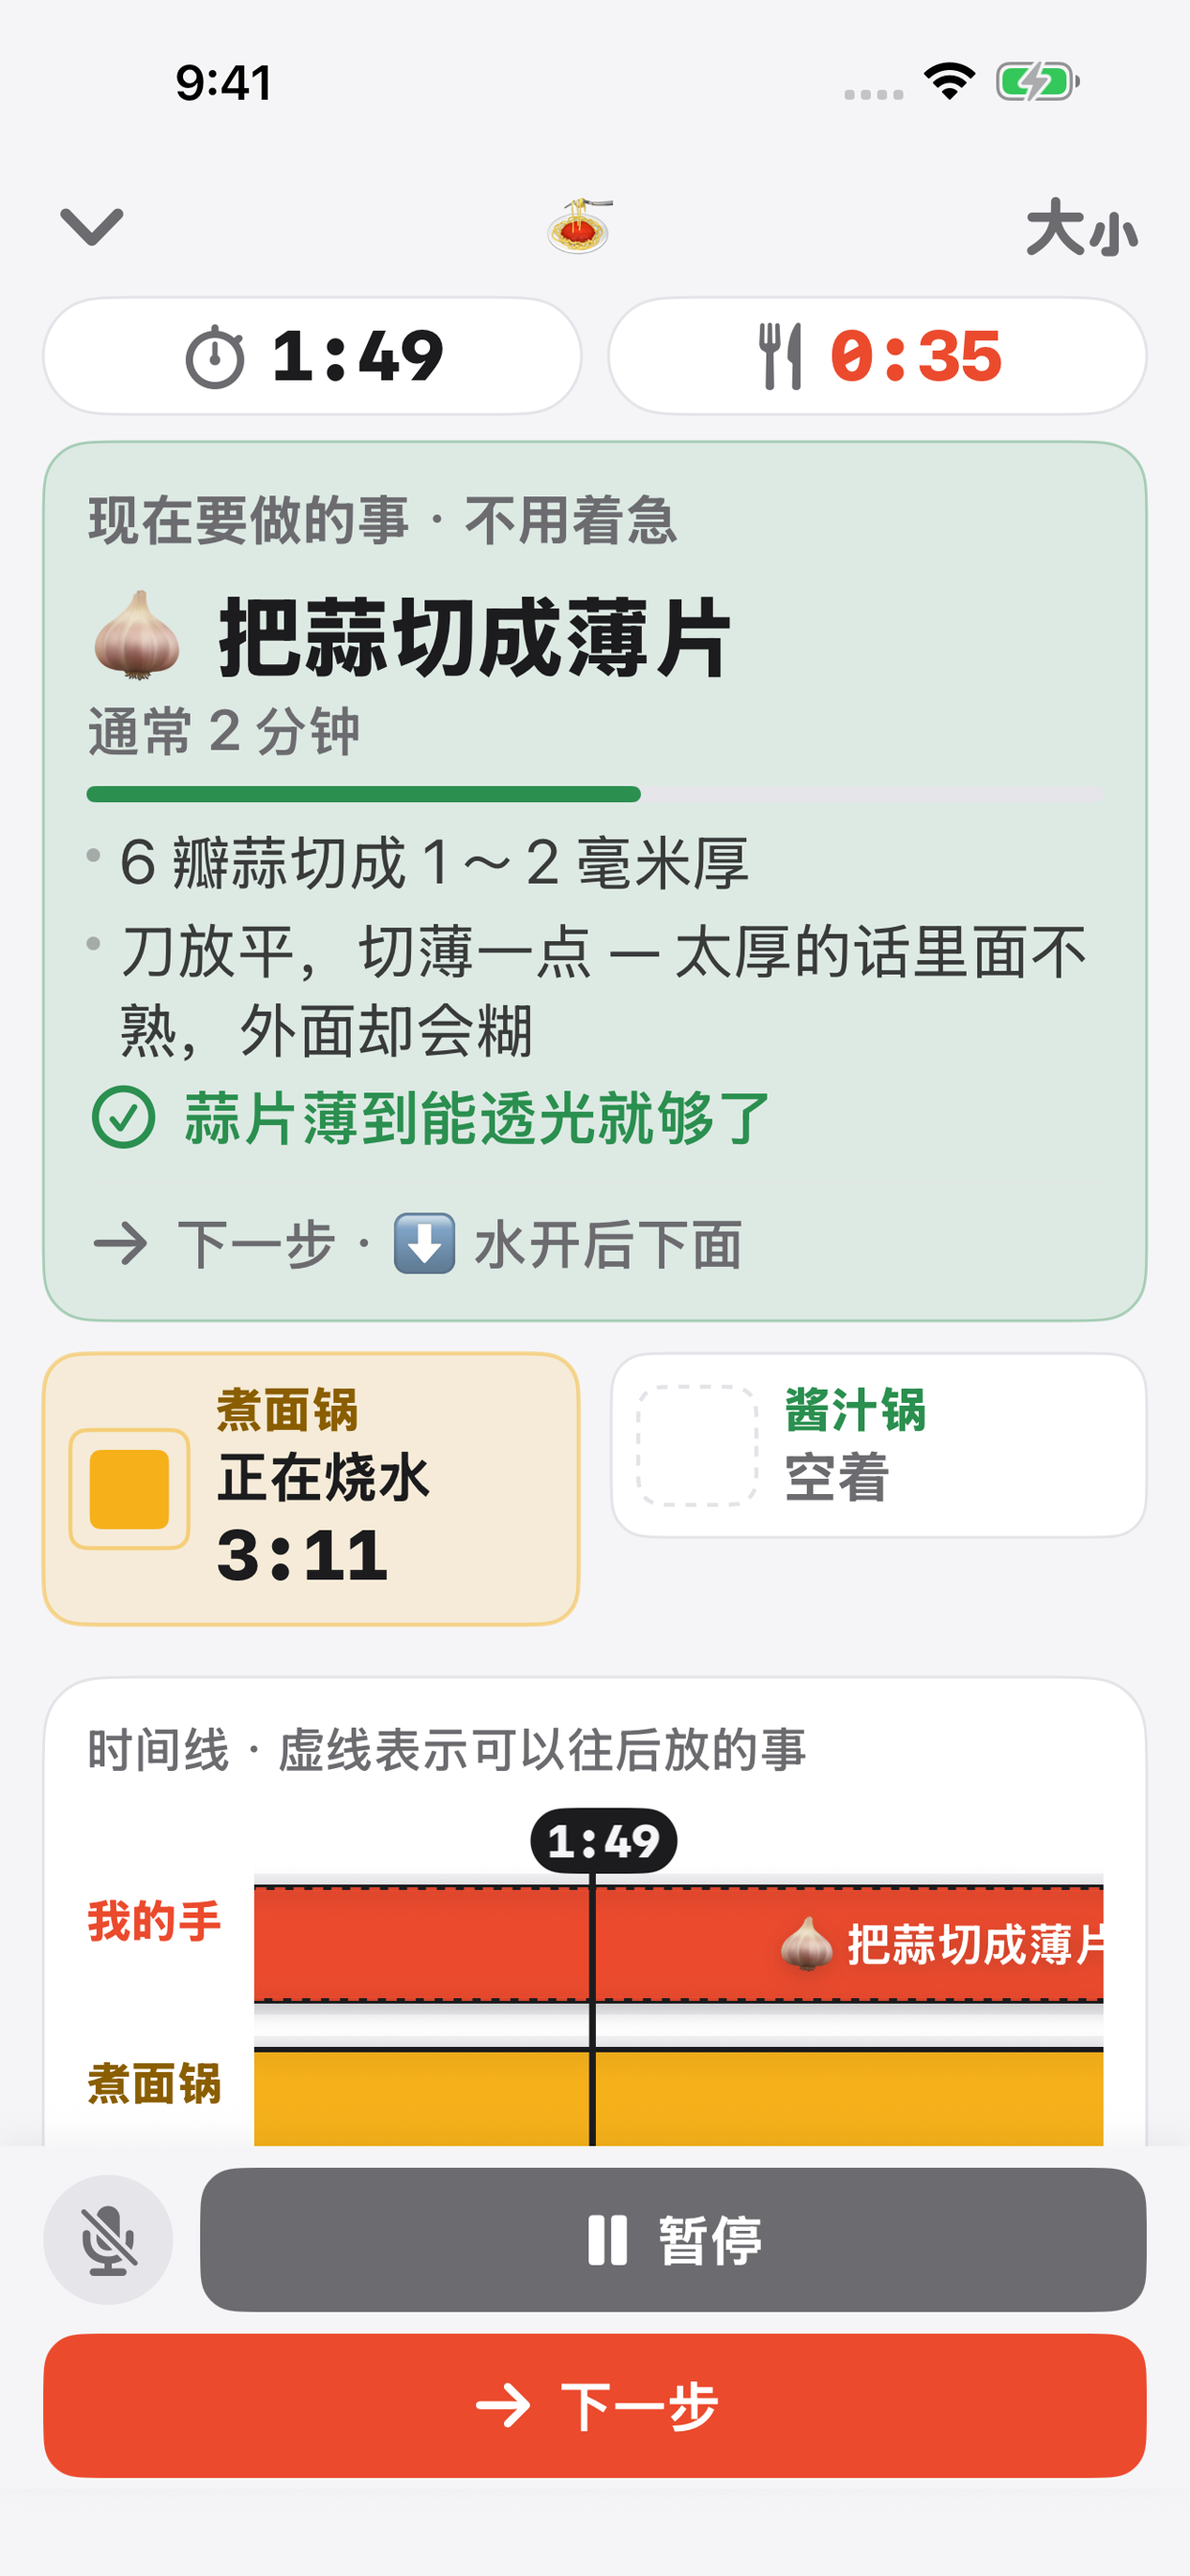 9:41
大小
1:49
0:35
现在要做的事 · 不用着急
把蒜切成薄片
通常 2 分钟
6 瓣蒜切成 1～2 毫米厚
刀放平，切薄一点 — 太厚的话里面不
熟，外面却会糊
蒜片薄到能透光就够了
下一步 · 水开后下面
煮面锅
正在烧水
3:11
酱汁锅
空着
时间线 · 虚线表示可以往后放的事
1:49
我的手
把蒜切成薄片
煮面锅
暂停
下一步